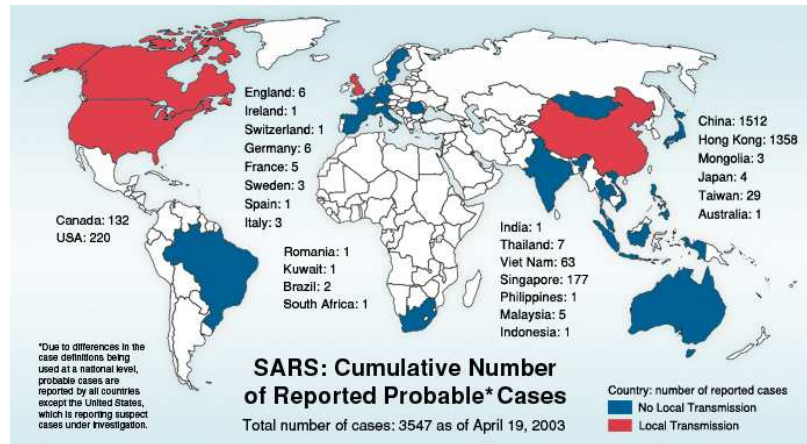 England: 6
Ireland: 1
Switzerland: 1
Germany: 6
France: 5
Sweden: 3
Spain: 1
Italy: 3
Canada: 132
USA: 220
Romania: 1
Kuwait: 1
Brazil: 2
South Africa: 1
India: 1
Thailand: 7
Viet Nam: 63
Singapore: 177
Philippines: 1
Malaysia: 5
Indonesia: 1
China: 1512
Hong Kong: 1358
Mongolia: 3
Japan: 4
Taiwan: 29
Australia: 1
*Due to differences in the
case definitions being
used at a national level,
probable cases are
reported by all countries
except the United States,
which is reporting suspect
cases under investigation.
SARS: Cumulative Number
of Reported Probable* Cases
Total number of cases: 3547 as of April 19, 2003
Country: number of reported cases
No Local Transmission
Local Transmission